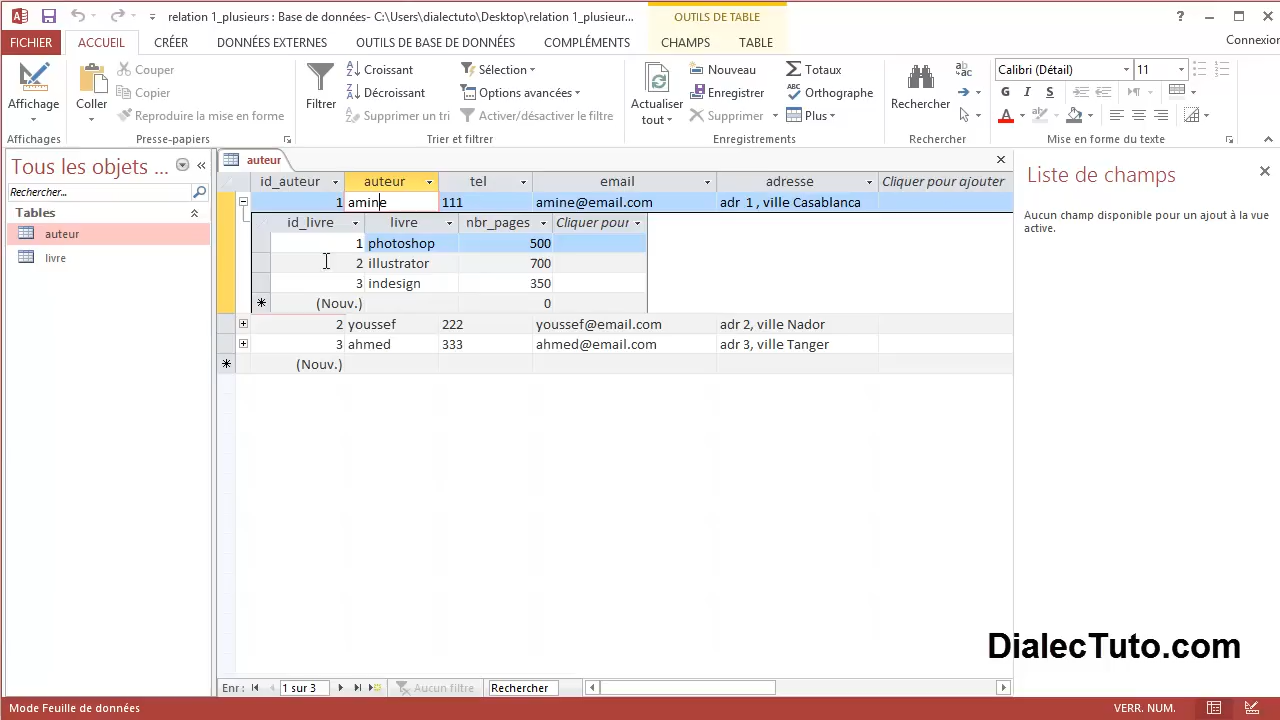 relation 1_plusieurs : Base de données- C:\Users\dialectuto\Desktop\relation 1_plusieur...
OUTILS DE TABLE
FICHIER ACCUEIL CRÉER DONNÉES EXTERNES OUTILS DE BASE DE DONNÉES COMPLÉMENTS CHAMPS TABLE Connexior
Affichage
Coller
Couper
Copier
Reproduire la mise en forme
Filtrer
Croissant
Décroissant
Supprimer un tri
Sélection
Options avancées
Activer/désactiver le filtre
Actualiser
tout
Nouveau
Enregistrer
Supprimer
Totaux
Orthographe
Plus
Rechercher
Calibri (Détail) 11
G I S
Affichages Presse-papiers Trier et filtrer Enregistrements Rechercher Mise en forme du texte
Tous les objets ...
Rechercher...
Tables
auteur
livre
auteur
id_auteur auteur tel email adresse Cliquer pour ajouter
1 amine 111 amine@email.com adr 1 , ville Casablanca
id_livre livre nbr_pages Cliquer pour
1 photoshop 500
2 illustrator 700
3 indesign 350
(Nouv.) 0
2 youssef 222 youssef@email.com adr 2, ville Nador
3 ahmed 333 ahmed@email.com adr 3, ville Tanger
(Nouv.)
Liste de champs
Aucun champ disponible pour un ajout à la vue
active.
DialecTuto.com
Enr : 1 sur 3 Aucun filtre Rechercher
Mode Feuille de données VERR. NUM.